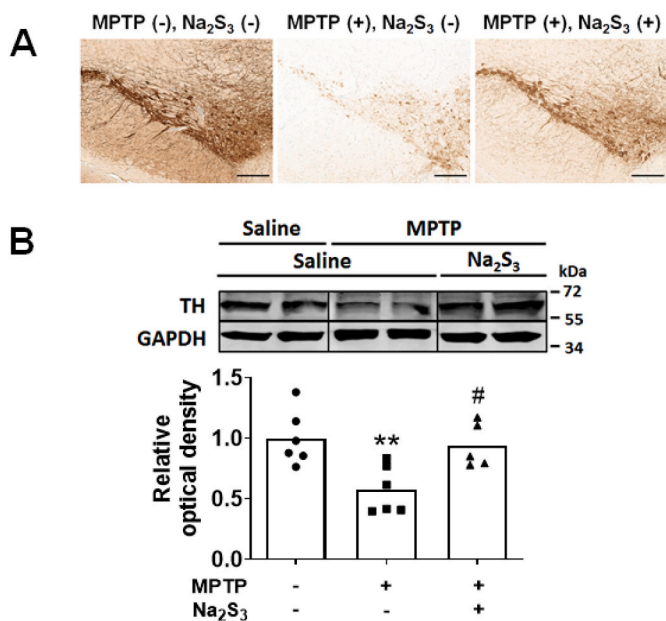 A
MPTP (-), Na₂S₃ (-) MPTP (+), Na₂S₃ (-) MPTP (+), Na₂S₃ (+)
B
Saline MPTP
Saline Na₂S₃
kDa
TH
GAPDH
72
55
34
Relative
optical density
1.5
1.0
0.5
0.0
**
#
MPTP - + +
Na₂S₃ - - +